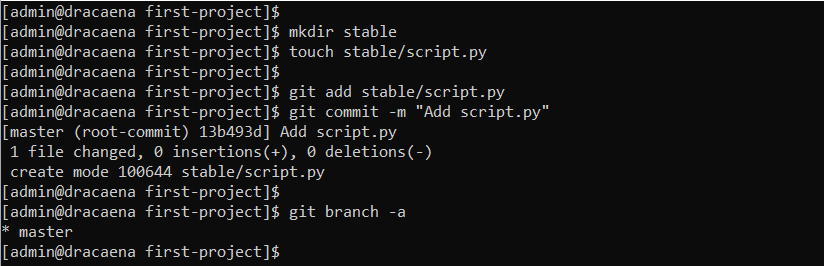 [admin@dracaena first-project]$
[admin@dracaena first-project]$ mkdir stable
[admin@dracaena first-project]$ touch stable/script.py
[admin@dracaena first-project]$
[admin@dracaena first-project]$ git add stable/script.py
[admin@dracaena first-project]$ git commit -m "Add script.py"
[master (root-commit) 13b493d] Add script.py
 1 file changed, 0 insertions(+), 0 deletions(-)
 create mode 100644 stable/script.py
[admin@dracaena first-project]$
[admin@dracaena first-project]$ git branch -a
* master
[admin@dracaena first-project]$